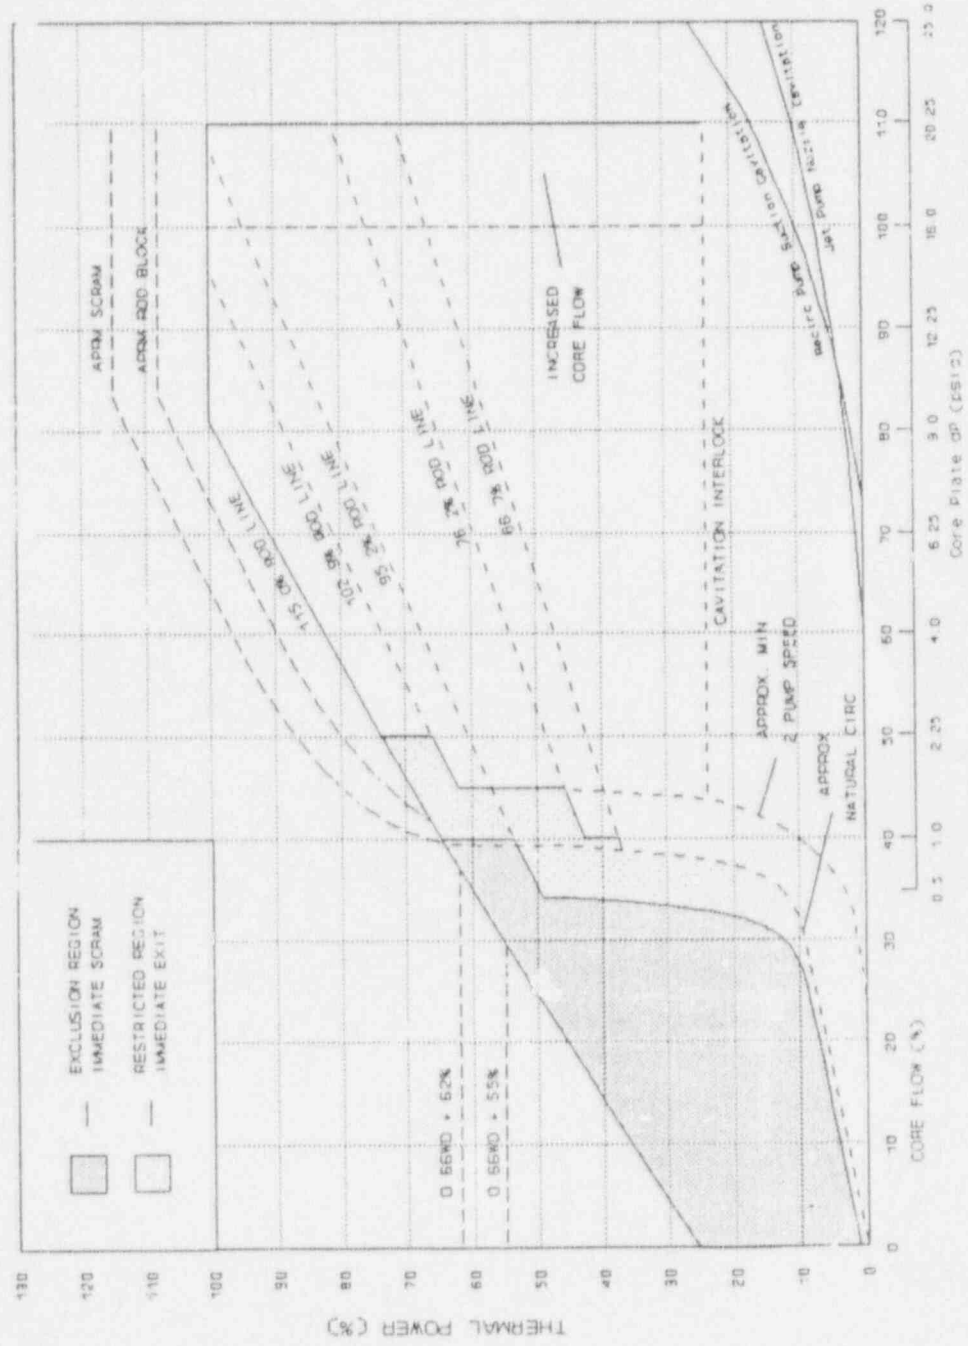 EXCLUSION REGION
IMMEDIATE SCRAM
RESTRICTED REGION
IMMEDIATE EXIT
APRM SCRAM
APRM ROD BLOCK
115.0% ROD LINE
102.9% ROD LINE
95.2% ROD LINE
76.2% ROD LINE
66.7% ROD LINE
0.66WD + 62%
0.66WD + 55%
INCREASED
CORE FLOW
CAVITATION INTERLOCK
APPROX. MIN
2 PUMP SPEED
APPROX
NATURAL CIRC
Recirc Pump Suction Cavitation
Jet Pump Nozzle Cavitation
THERMAL POWER (%)
130
120
110
100
90
80
70
60
50
40
30
20
10
0
0 10 20 30 40 50 60 70 80 90 100 110 120
CORE FLOW (%)
0.5 1.0 2.25 4.0 6.25 9.0 12.25 16.0 20.25 25.0
Core Plate dP (psid)